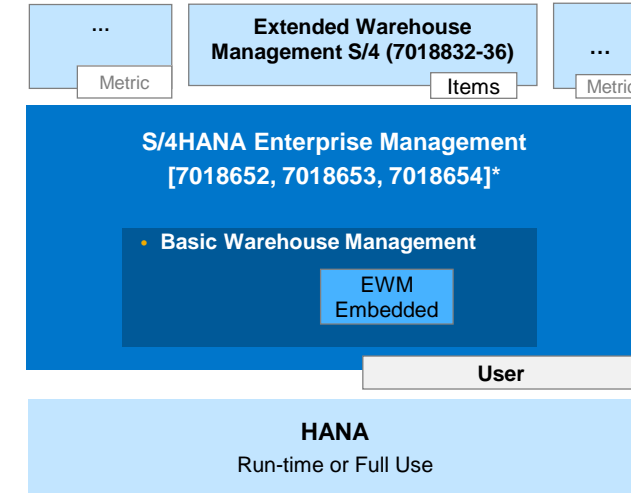 …
Metric
Extended Warehouse
Management S/4 (7018832-36)
Items
…
Metric
S/4HANA Enterprise Management
[7018652, 7018653, 7018654]*
• Basic Warehouse Management
EWM
Embedded
User
HANA
Run-time or Full Use